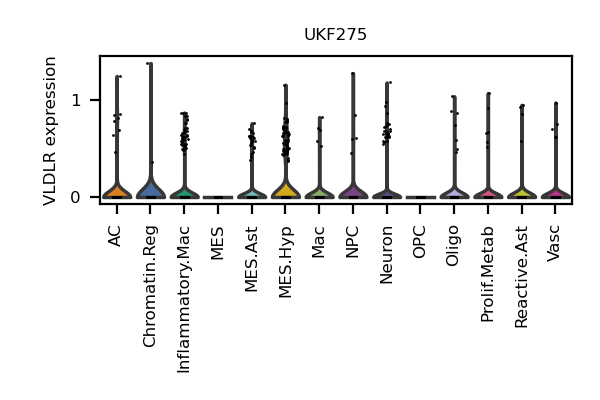 UKF275
VLDLR expression
1
0
AC
Chromatin.Reg
Inflammatory.Mac
MES
MES.Ast
MES.Hyp
Mac
NPC
Neuron
OPC
Oligo
Prolif.Metab
Reactive.Ast
Vasc